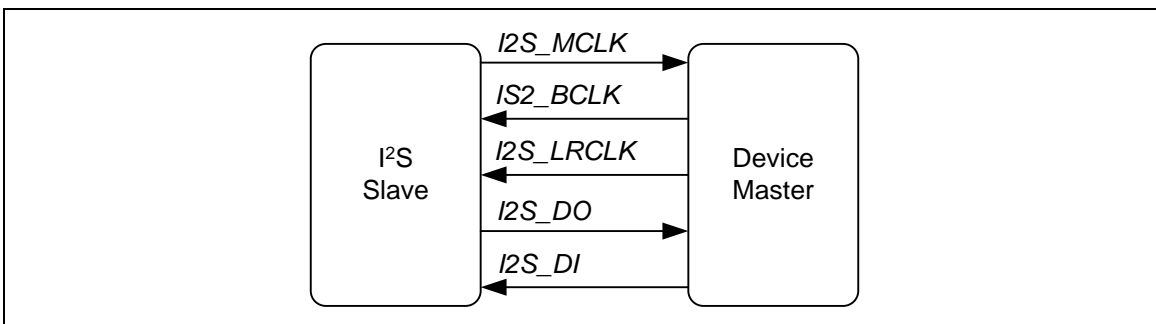 I2S_MCLK
IS2_BCLK
I2S_LRCLK
I2S_DO
I2S_DI
I²S
Slave
Device
Master